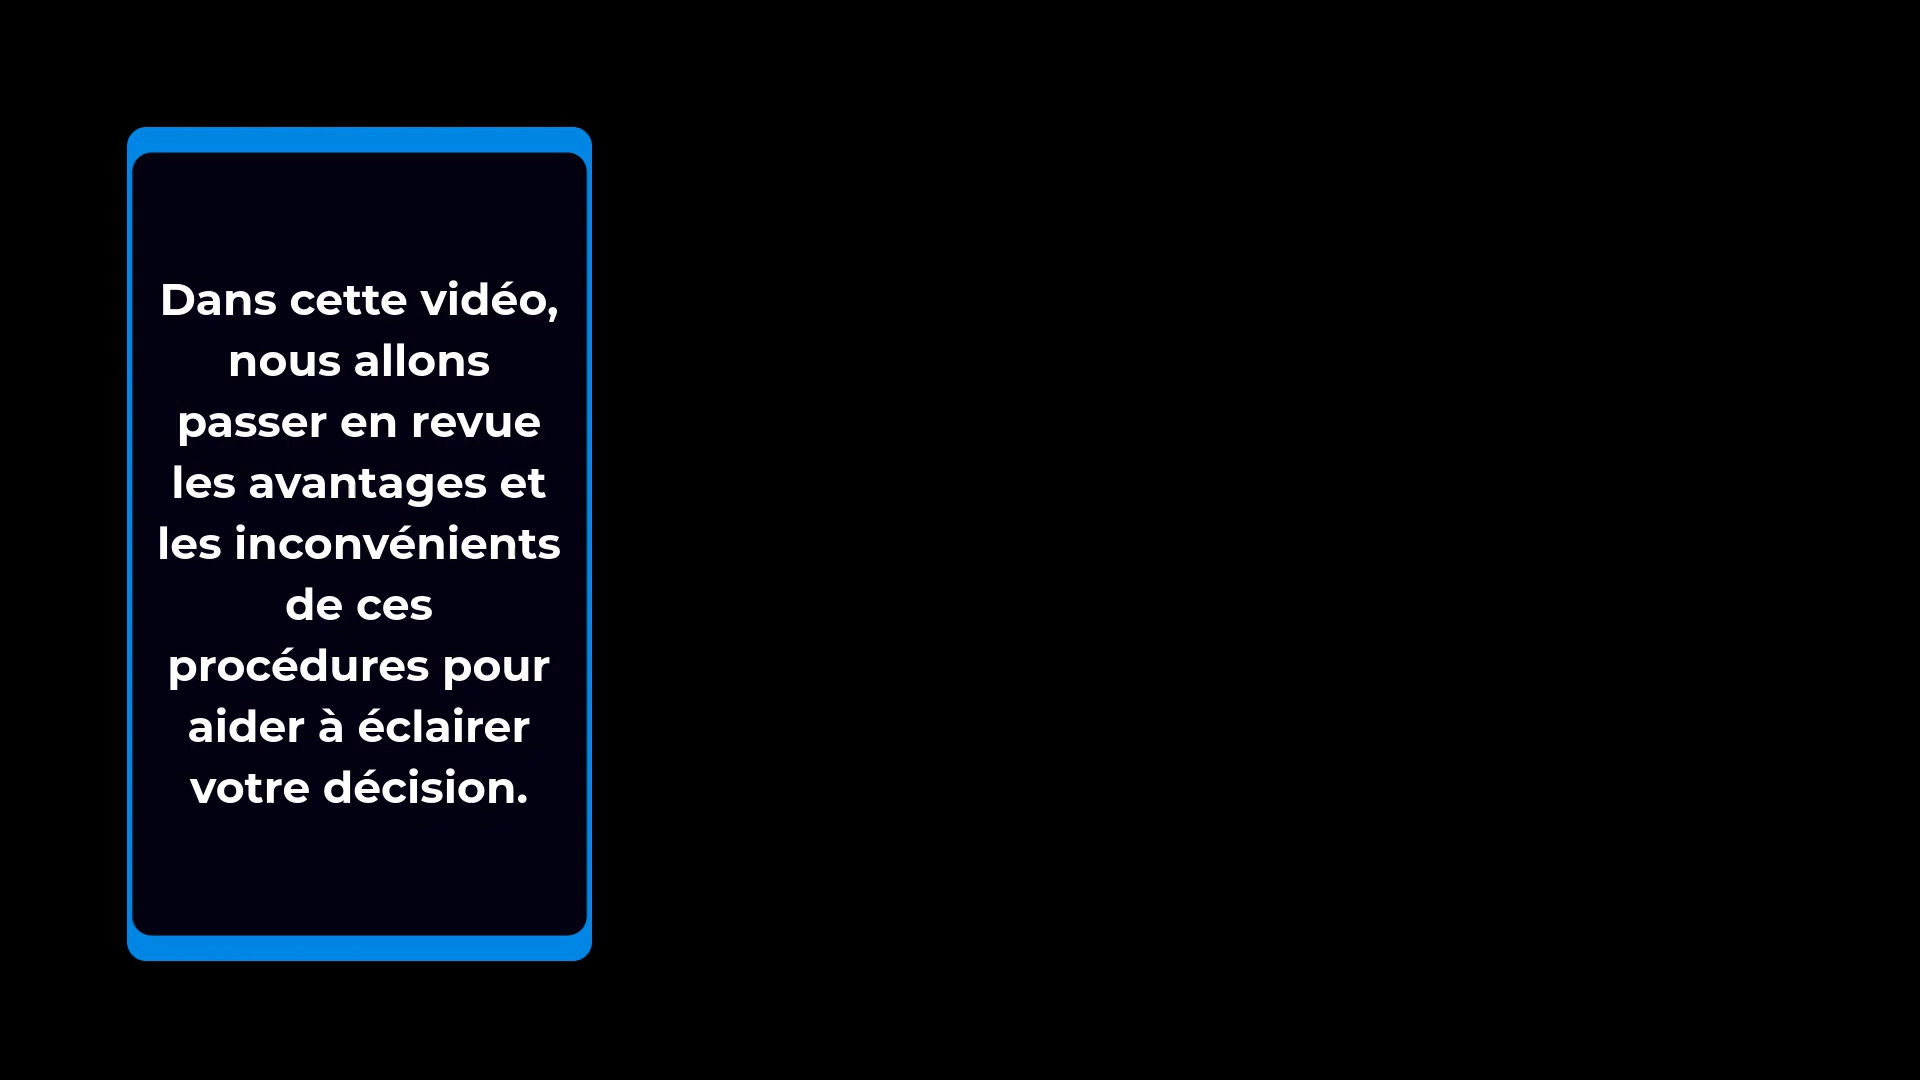 Dans cette vidéo,
nous allons
passer en revue
les avantages et
les inconvénients
de ces
procédures pour
aider à éclairer
votre décision.